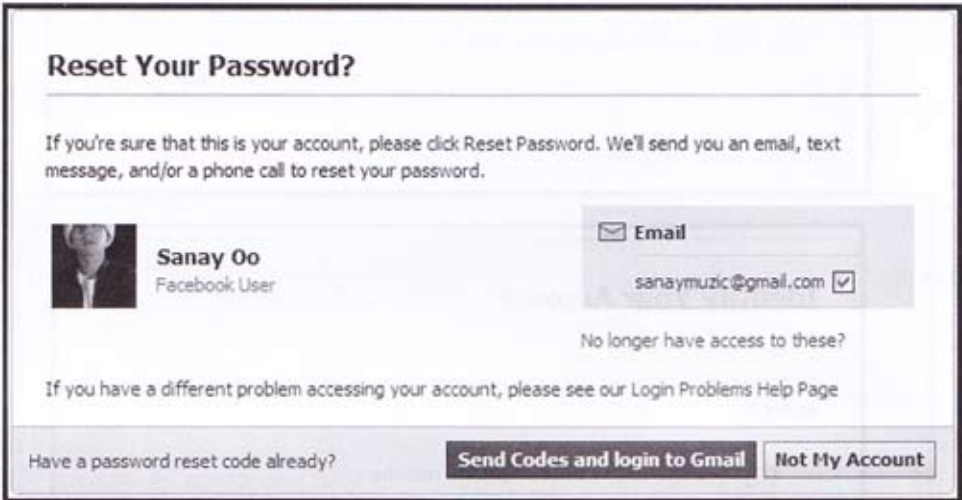 Reset Your Password?
If you're sure that this is your account, please click Reset Password. We'll send you an email, text
message, and/or a phone call to reset your password.
Email
Sanay Oo
Facebook User
sanaymuzic@gmail.com
No longer have access to these?
If you have a different problem accessing your account, please see our Login Problems Help Page
Have a password reset code already?
Send Codes and login to Gmail
Not My Account